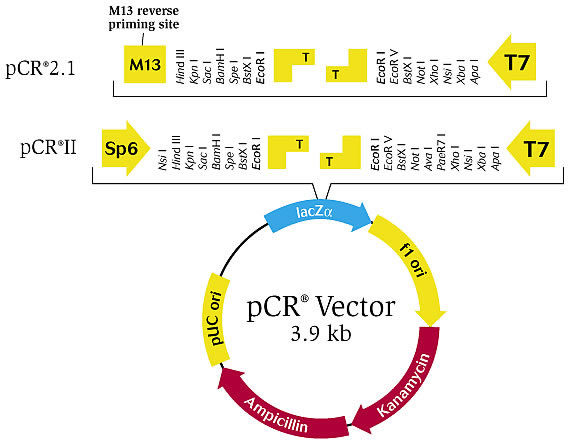 M13 reverse
priming site
pCR®2.1
M13
Hind III
Kpn I
Sac I
BamH I
Spe I
BstX I
EcoR I
T
T
EcoR I
EcoR V
BstX I
Not I
Xho I
Nsi I
Xba I
Apa I
T7
pCR®II
Sp6
Nsi I
Hind III
Kpn I
Sac I
BamH I
Spe I
BstX I
EcoR I
T
T
EcoR I
EcoR V
BstX I
Not I
Ava I
PaeR7 I
Xho I
Nsi I
Xba I
Apa I
T7
lacZα
f1 ori
pUC ori
pCR® Vector
3.9 kb
Kanamycin
Ampicillin